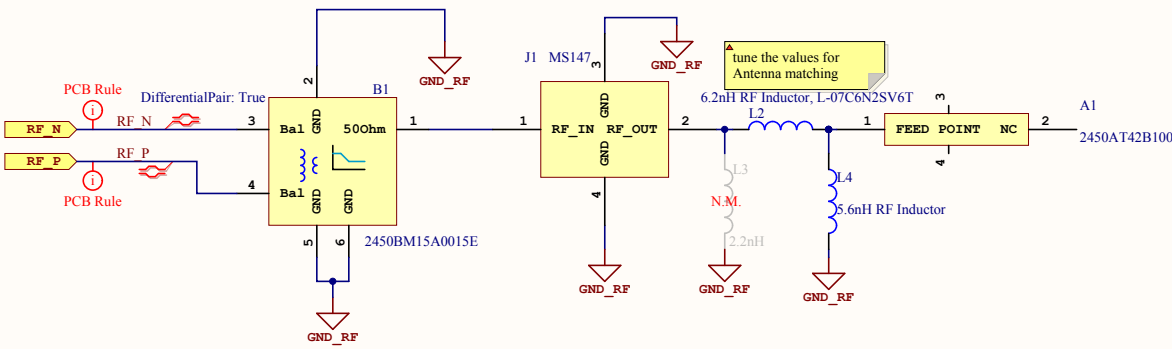 J1 MS147
GND_RF
GND_RF
tune the values for
Antenna matching
PCB Rule
DifferentialPair: True
B1
6.2nH RF Inductor, L-07C6N2SV6T
L2
A1
i
2
GND
3
GND
3
RF_N
RF_N
3
Bal
50Ohm
1
1
RF_IN
RF_OUT
2
1
FEED POINT
NC
2
2450AT42B100
RF_P
RF_P
4
Bal
GND
GND
GND
4
4
i
PCB Rule
L3
N.M.
2.2nH
L4
5.6nH RF Inductor
5
6
2450BM15A0015E
GND_RF
GND_RF
GND_RF
GND_RF